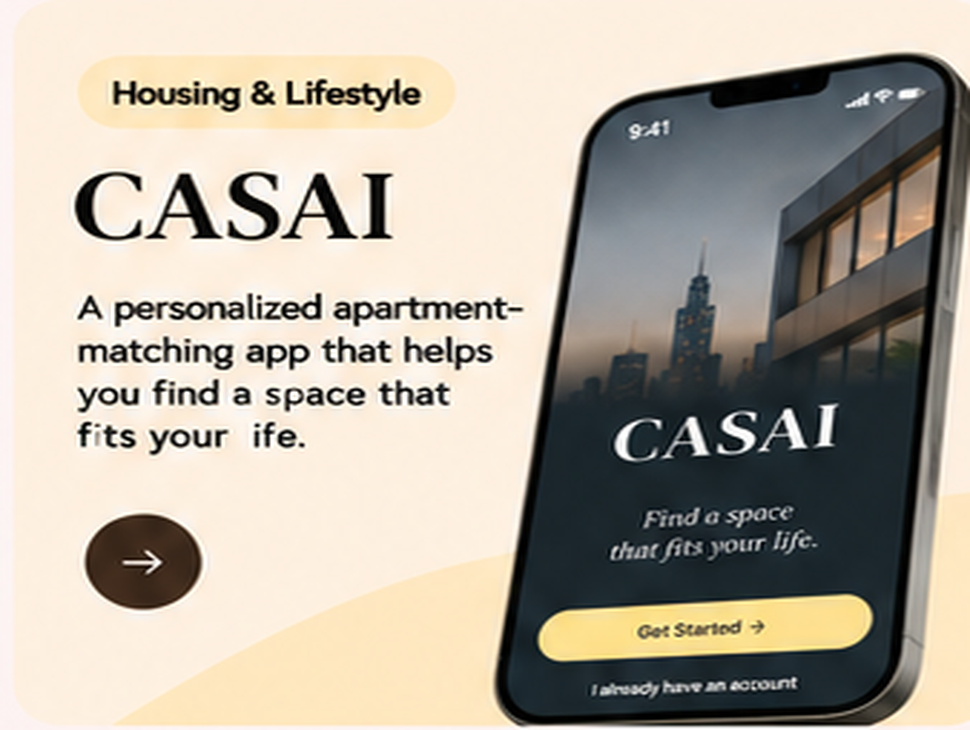 Housing & Lifestyle
CASAI
A personalized apartment-
matching app that helps
you find a space that
fits your ife.
9:41
CASAI
Find a space
that fits your life.
Get Started →
I already have an account